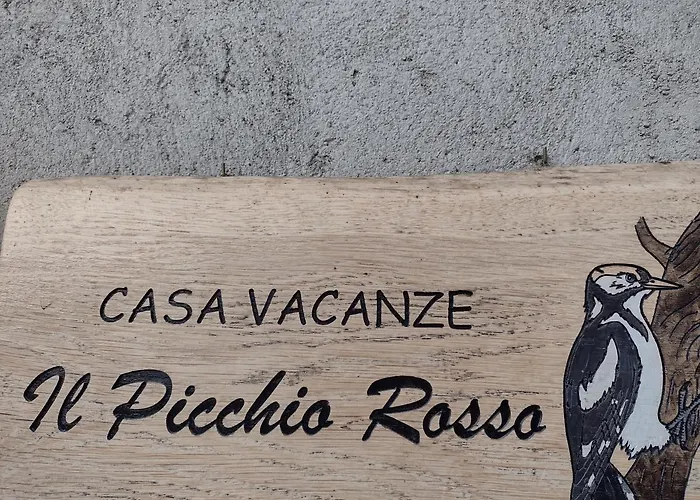 CASA VACANZE
Il Picchio Rosso